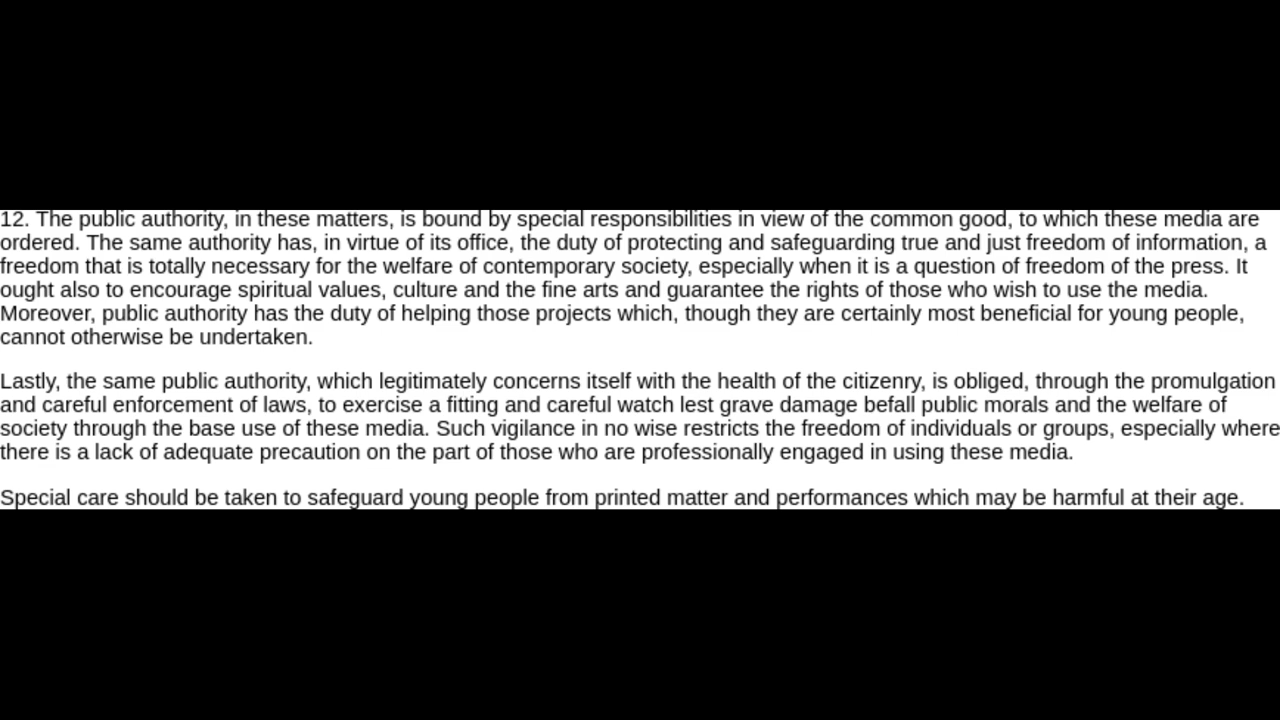 12. The public authority, in these matters, is bound by special responsibilities in view of the common good, to which these media are
ordered. The same authority has, in virtue of its office, the duty of protecting and safeguarding true and just freedom of information, a
freedom that is totally necessary for the welfare of contemporary society, especially when it is a question of freedom of the press. It
ought also to encourage spiritual values, culture and the fine arts and guarantee the rights of those who wish to use the media.
Moreover, public authority has the duty of helping those projects which, though they are certainly most beneficial for young people,
cannot otherwise be undertaken.
Lastly, the same public authority, which legitimately concerns itself with the health of the citizenry, is obliged, through the promulgation
and careful enforcement of laws, to exercise a fitting and careful watch lest grave damage befall public morals and the welfare of
society through the base use of these media. Such vigilance in no wise restricts the freedom of individuals or groups, especially where
there is a lack of adequate precaution on the part of those who are professionally engaged in using these media.
Special care should be taken to safeguard young people from printed matter and performances which may be harmful at their age.